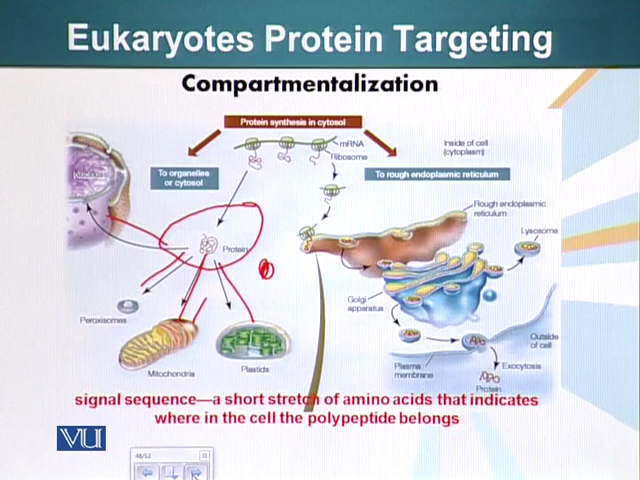 Eukaryotes Protein Targeting
Compartmentalization
Protein synthesis in cytosol
mRNA
Ribosome
Inside of cell
(cytoplasm)
To organelles
or cytosol
To rough endoplasmic reticulum
Rough endoplasmic
reticulum
Lysosome
Protein
Golgi
apparatus
Peroxisomes
Mitochondria
Plastids
Plasma
membrane
Outside
of cell
Exocytosis
Protein
signal sequence—a short stretch of amino acids that indicates
where in the cell the polypeptide belongs
VU